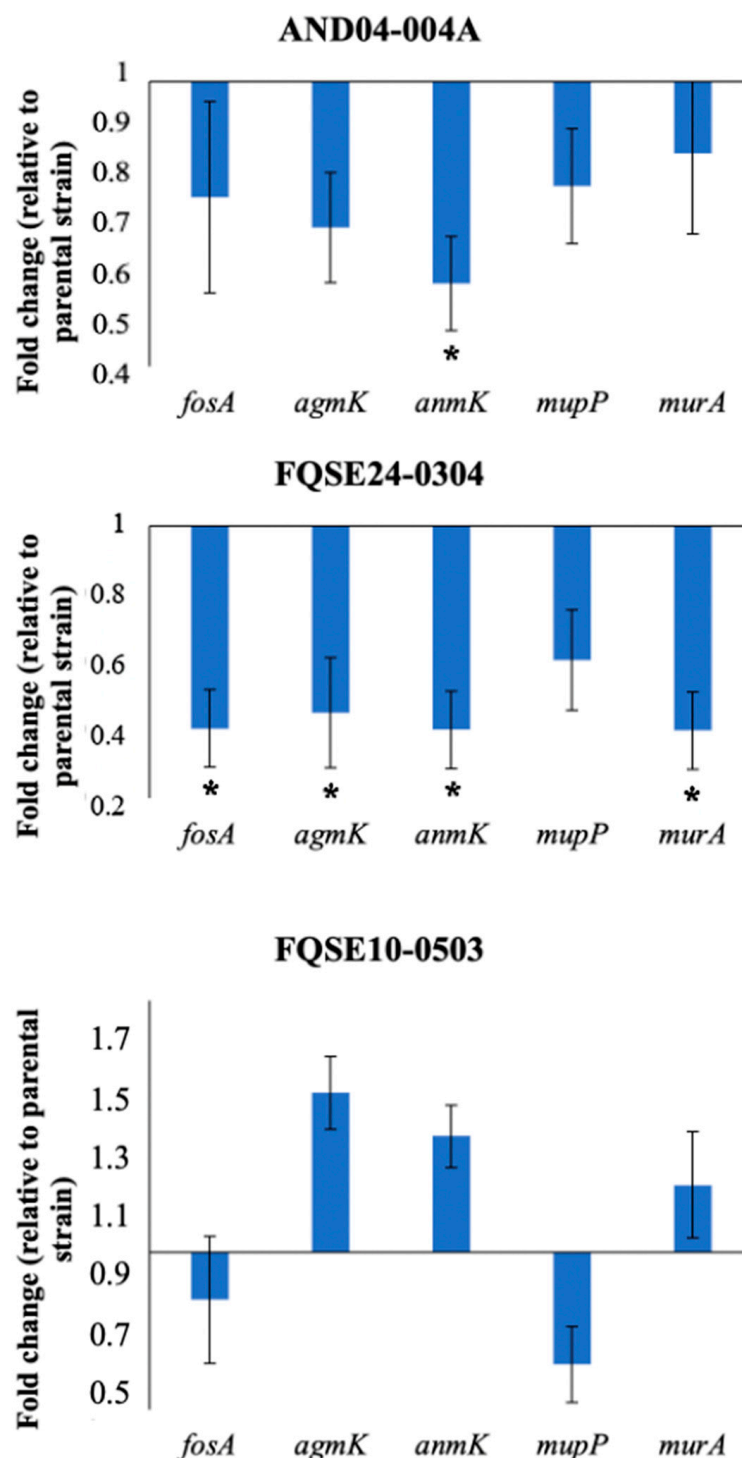 AND04-004A
Fold change (relative to
parental strain)
1
0.9
0.8
0.7
0.6
0.5
0.4
*
fosA agmK anmK mupP murA
FQSE24-0304
Fold change (relative to
parental strain)
1
0.8
0.6
0.4
0.2
* * * *
fosA agmK anmK mupP murA
FQSE10-0503
Fold change (relative to parental
strain)
1.7
1.5
1.3
1.1
0.9
0.7
0.5
fosA agmK anmK mupP murA